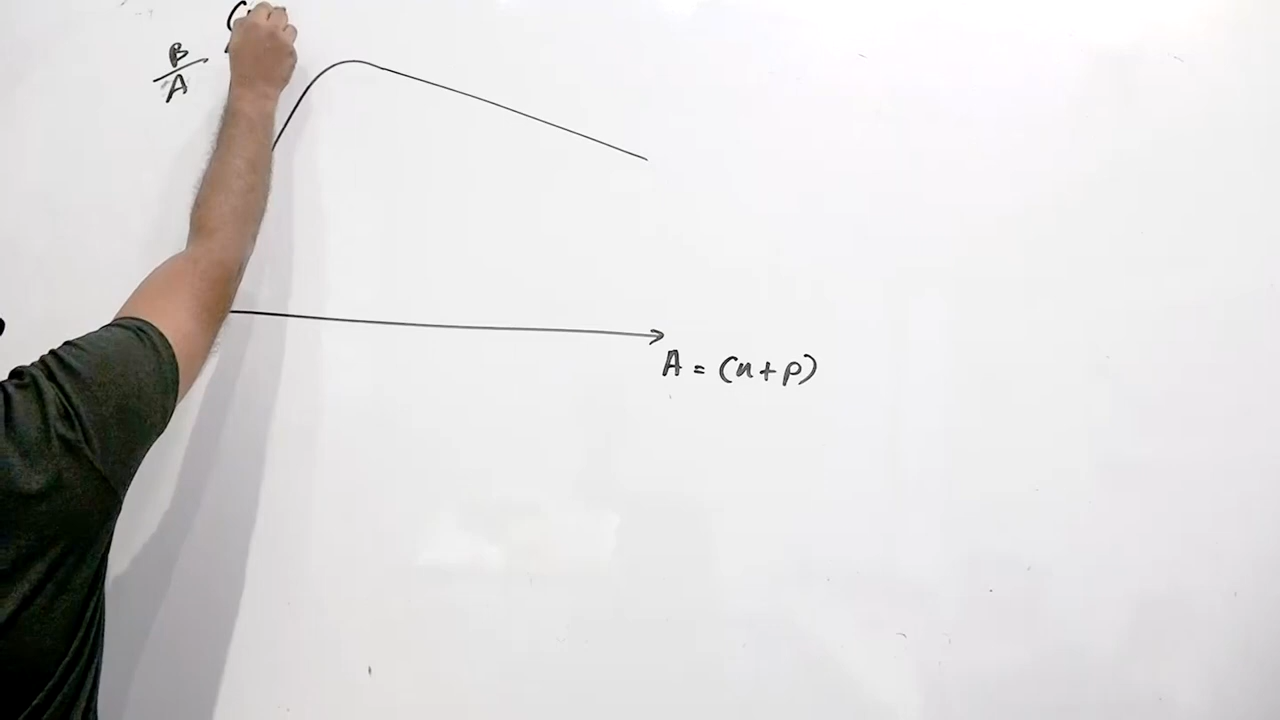 B
A
A = (n+p)